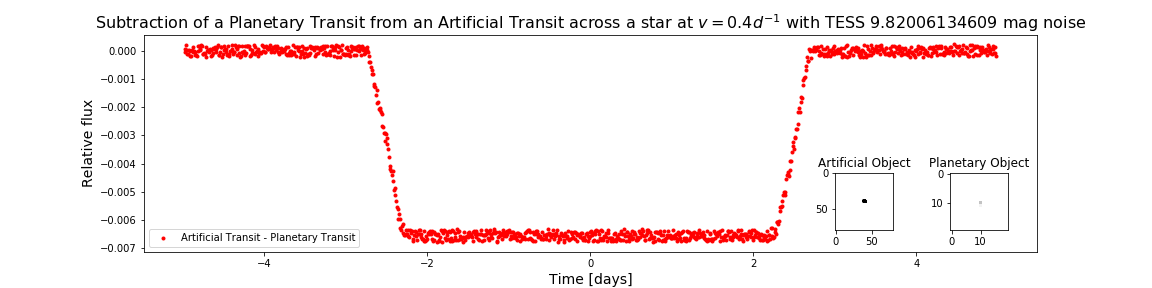 Subtraction of a Planetary Transit from an Artificial Transit across a star at v = 0.4d⁻¹ with TESS 9.82006134609 mag noise
Relative flux
0.000
−0.001
−0.002
−0.003
−0.004
−0.005
−0.006
−0.007
Artificial Transit - Planetary Transit
Artificial Object
0
50
0 50
Planetary Object
0
10
0 10
−4 −2 0 2 4
Time [days]